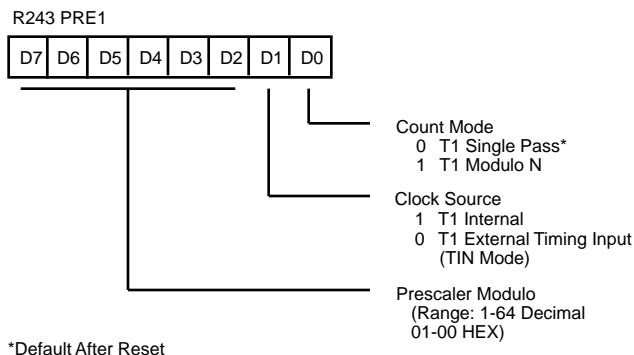 R243 PRE1
D7 D6 D5 D4 D3 D2 D1 D0
Count Mode
0 T1 Single Pass*
1 T1 Modulo N
Clock Source
1 T1 Internal
0 T1 External Timing Input
(TIN Mode)
Prescaler Modulo
(Range: 1-64 Decimal
01-00 HEX)
*Default After Reset